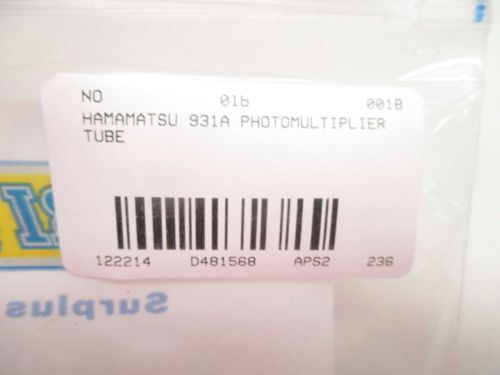 NO 016 0018
HAMAMATSU 931A PHOTOMULTIPLIER
TUBE
122214 D481568 APS2 236
Surplus